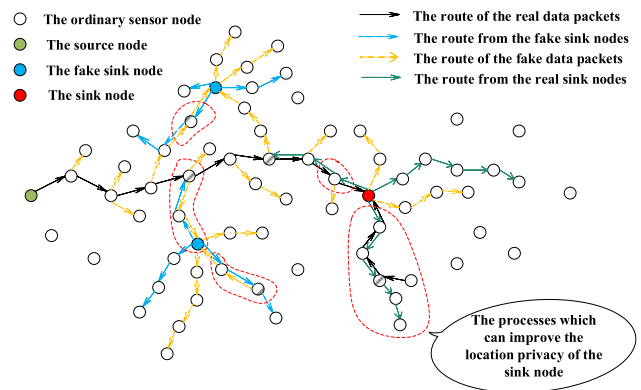 The ordinary sensor node
The source node
The fake sink node
The sink node
The route of the real data packets
The route from the fake sink nodes
The route of the fake data packets
The route from the real sink nodes
The processes which
can improve the
location privacy of the
sink node